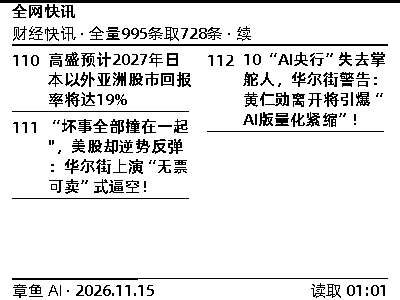 全网快讯
财经快讯 · 全量995条取728条 · 续
110 高盛预计2027年日
本以外亚洲股市回报
率将达19%
111 “坏事全部撞在一起
"，美股却逆势反弹
：华尔街上演“无票
可卖”式逼空！
112 10“AI央行”失去掌
舵人，华尔街警告：
黄仁勋离开将引爆“
AI版量化紧缩”！
章鱼 AI · 2026.11.15
读取 01:01